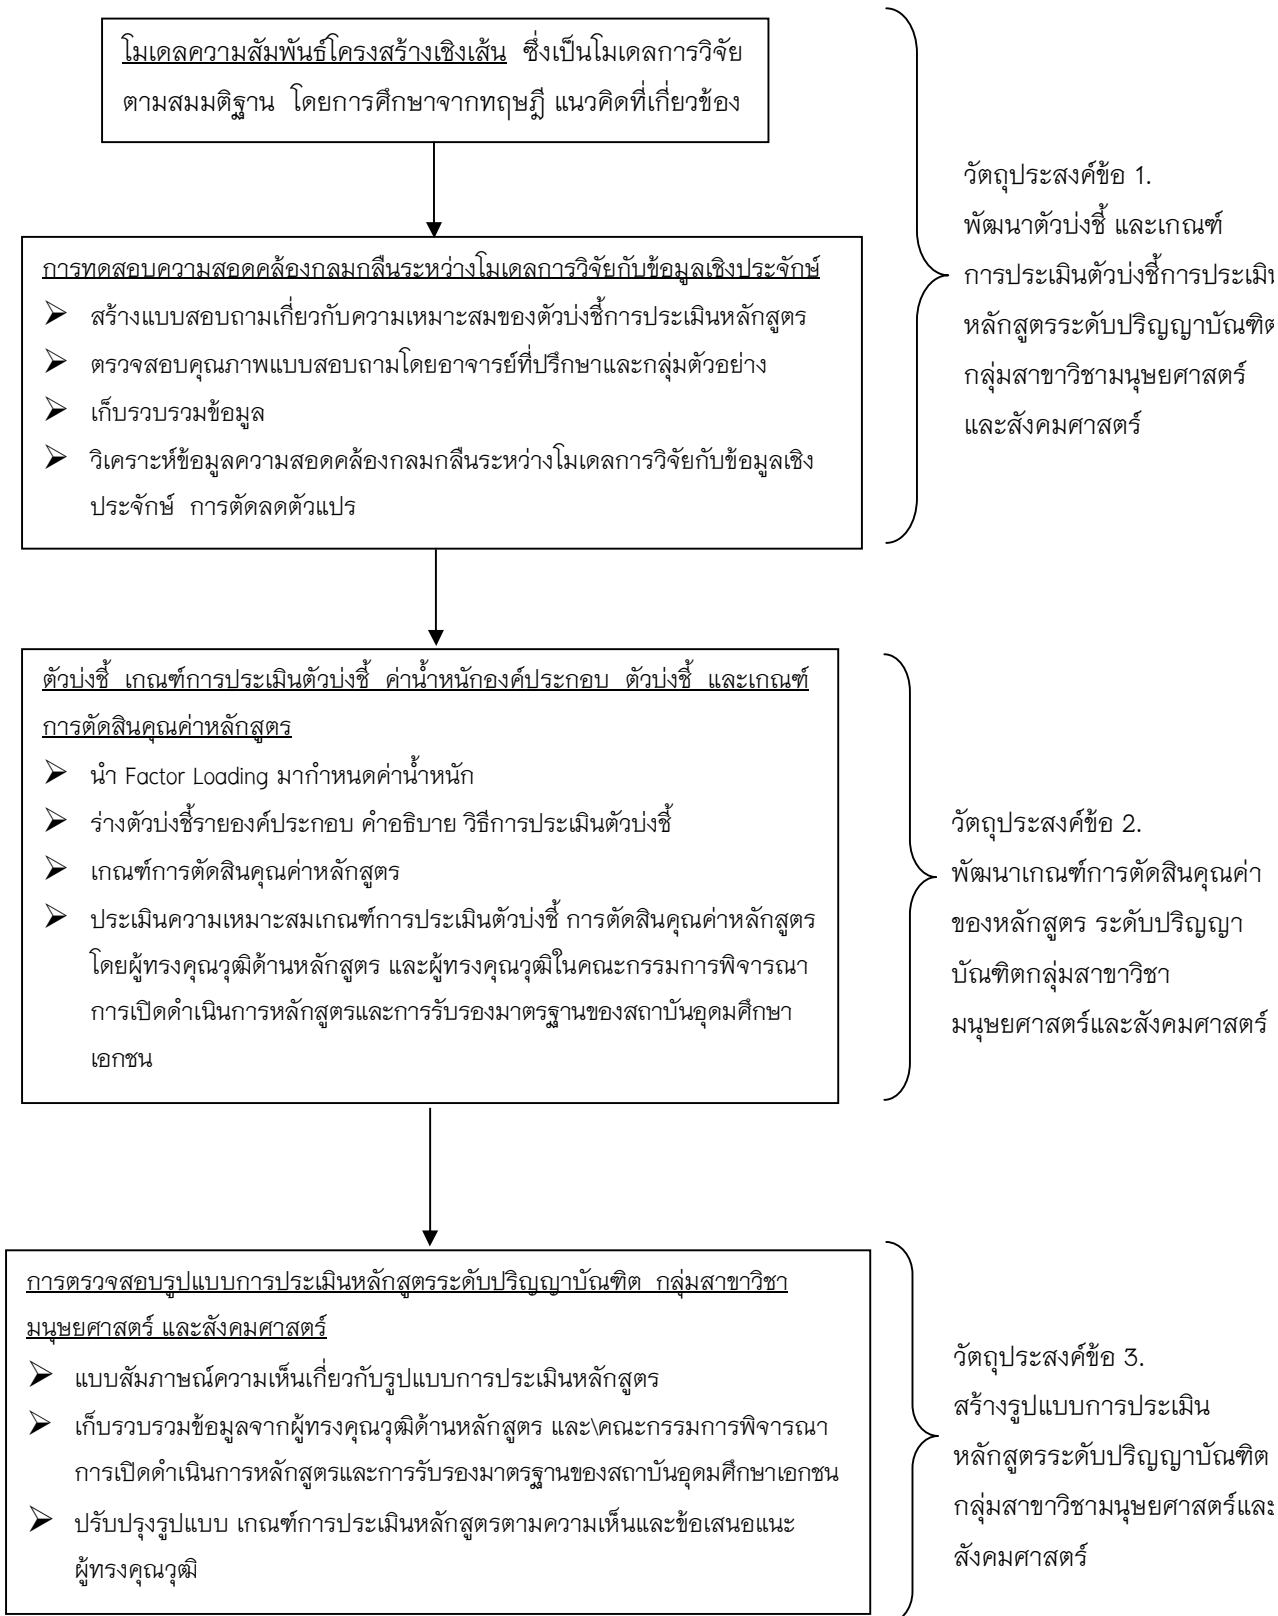 โมเดลความสัมพันธ์โครงสร้างเชิงเส้น ซึ่งเป็นโมเดลการวิจัย
ตามสมมติฐาน โดยการศึกษาจากทฤษฎี แนวคิดที่เกี่ยวข้อง
การทดสอบความสอดคล้องกลมกลืนระหว่างโมเดลการวิจัยกับข้อมูลเชิงประจักษ์
➢ สร้างแบบสอบถามเกี่ยวกับความเหมาะสมของตัวบ่งชี้การประเมินหลักสูตร
➢ ตรวจสอบคุณภาพแบบสอบถามโดยอาจารย์ที่ปรึกษาและกลุ่มตัวอย่าง
➢ เก็บรวบรวมข้อมูล
➢ วิเคราะห์ข้อมูลความสอดคล้องกลมกลืนระหว่างโมเดลการวิจัยกับข้อมูลเชิง
ประจักษ์ การตัดลดตัวแปร
วัตถุประสงค์ข้อ 1.
พัฒนาตัวบ่งชี้ และเกณฑ์
การประเมินตัวบ่งชี้การประเมิน
หลักสูตรระดับปริญญาบัณฑิต
กลุ่มสาขาวิชามนุษยศาสตร์
และสังคมศาสตร์
ตัวบ่งชี้ เกณฑ์การประเมินตัวบ่งชี้ ค่าน้ำหนักองค์ประกอบ ตัวบ่งชี้ และเกณฑ์
การตัดสินคุณค่าหลักสูตร
➢ นำ Factor Loading มากำหนดค่าน้ำหนัก
➢ ร่างตัวบ่งชี้รายองค์ประกอบ คำอธิบาย วิธีการประเมินตัวบ่งชี้
➢ เกณฑ์การตัดสินคุณค่าหลักสูตร
➢ ประเมินความเหมาะสมเกณฑ์การประเมินตัวบ่งชี้ การตัดสินคุณค่าหลักสูตร
โดยผู้ทรงคุณวุฒิด้านหลักสูตร และผู้ทรงคุณวุฒิในคณะกรรมการพิจารณา
การเปิดดำเนินการหลักสูตรและการรับรองมาตรฐานของสถาบันอุดมศึกษา
เอกชน
วัตถุประสงค์ข้อ 2.
พัฒนาเกณฑ์การตัดสินคุณค่า
ของหลักสูตร ระดับปริญญา
บัณฑิตกลุ่มสาขาวิชา
มนุษยศาสตร์และสังคมศาสตร์
การตรวจสอบรูปแบบการประเมินหลักสูตรระดับปริญญาบัณฑิต กลุ่มสาขาวิชา
มนุษยศาสตร์ และสังคมศาสตร์
➢ แบบสัมภาษณ์ความเห็นเกี่ยวกับรูปแบบการประเมินหลักสูตร
➢ เก็บรวบรวมข้อมูลจากผู้ทรงคุณวุฒิด้านหลักสูตร และ\คณะกรรมการพิจารณา
การเปิดดำเนินการหลักสูตรและการรับรองมาตรฐานของสถาบันอุดมศึกษาเอกชน
➢ ปรับปรุงรูปแบบ เกณฑ์การประเมินหลักสูตรตามความเห็นและข้อเสนอแนะ
ผู้ทรงคุณวุฒิ
วัตถุประสงค์ข้อ 3.
สร้างรูปแบบการประเมิน
หลักสูตรระดับปริญญาบัณฑิต
กลุ่มสาขาวิชามนุษยศาสตร์และ
สังคมศาสตร์